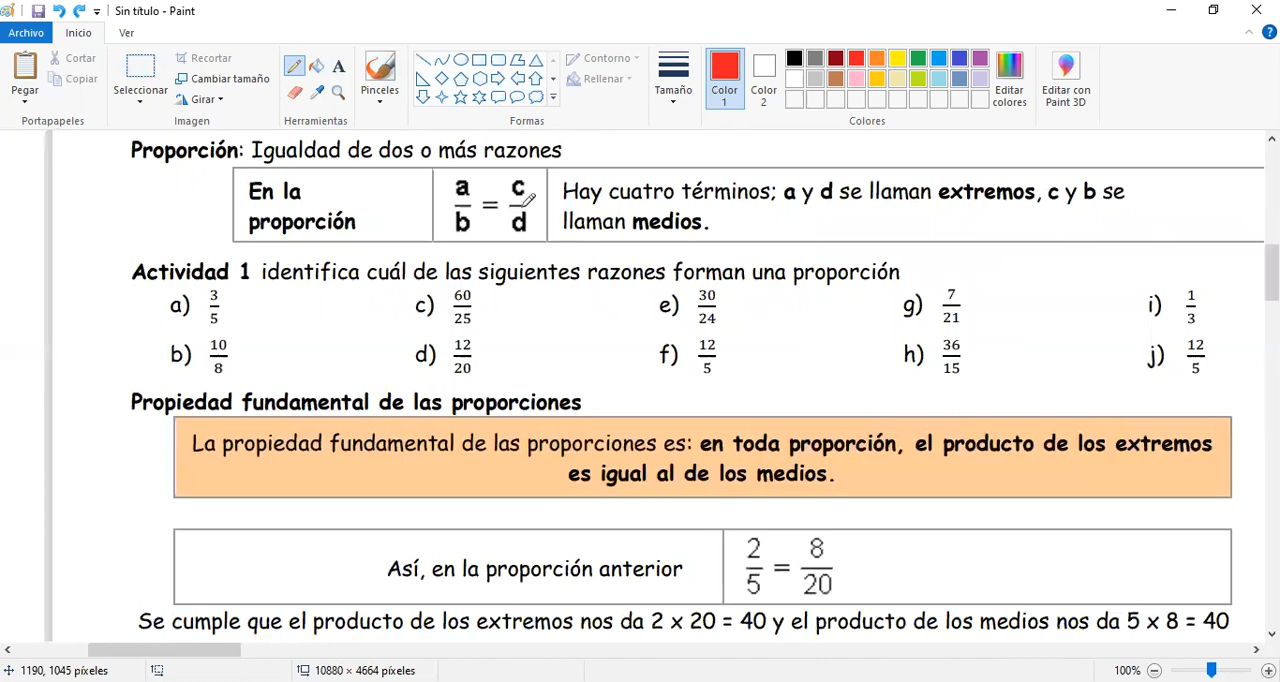 Sin título - Paint
Archivo Inicio Ver
Pegar
Cortar
Copiar
Portapapeles
Seleccionar
Recortar
Cambiar tamaño
Girar
Imagen
A
Herramientas
Pinceles
Contorno
Rellenar
Formas
Tamaño
Color 1
Color 2
Editar colores
Colores
Editar con Paint 3D
Proporción: Igualdad de dos o más razones
En la proporción
a/b = c/d
Hay cuatro términos; a y d se llaman extremos, c y b se
llaman medios.
Actividad 1 identifica cuál de las siguientes razones forman una proporción
a) 3/5 c) 60/25 e) 30/24 g) 7/21 i) 1/3
b) 10/8 d) 12/20 f) 12/5 h) 36/15 j) 12/5
Propiedad fundamental de las proporciones
La propiedad fundamental de las proporciones es: en toda proporción, el producto de los extremos
es igual al de los medios.
Así, en la proporción anterior 2/5 = 8/20
Se cumple que el producto de los extremos nos da 2 x 20 = 40 y el producto de los medios nos da 5 x 8 = 40
1190, 1045 píxeles 10880 × 4664 píxeles 100%